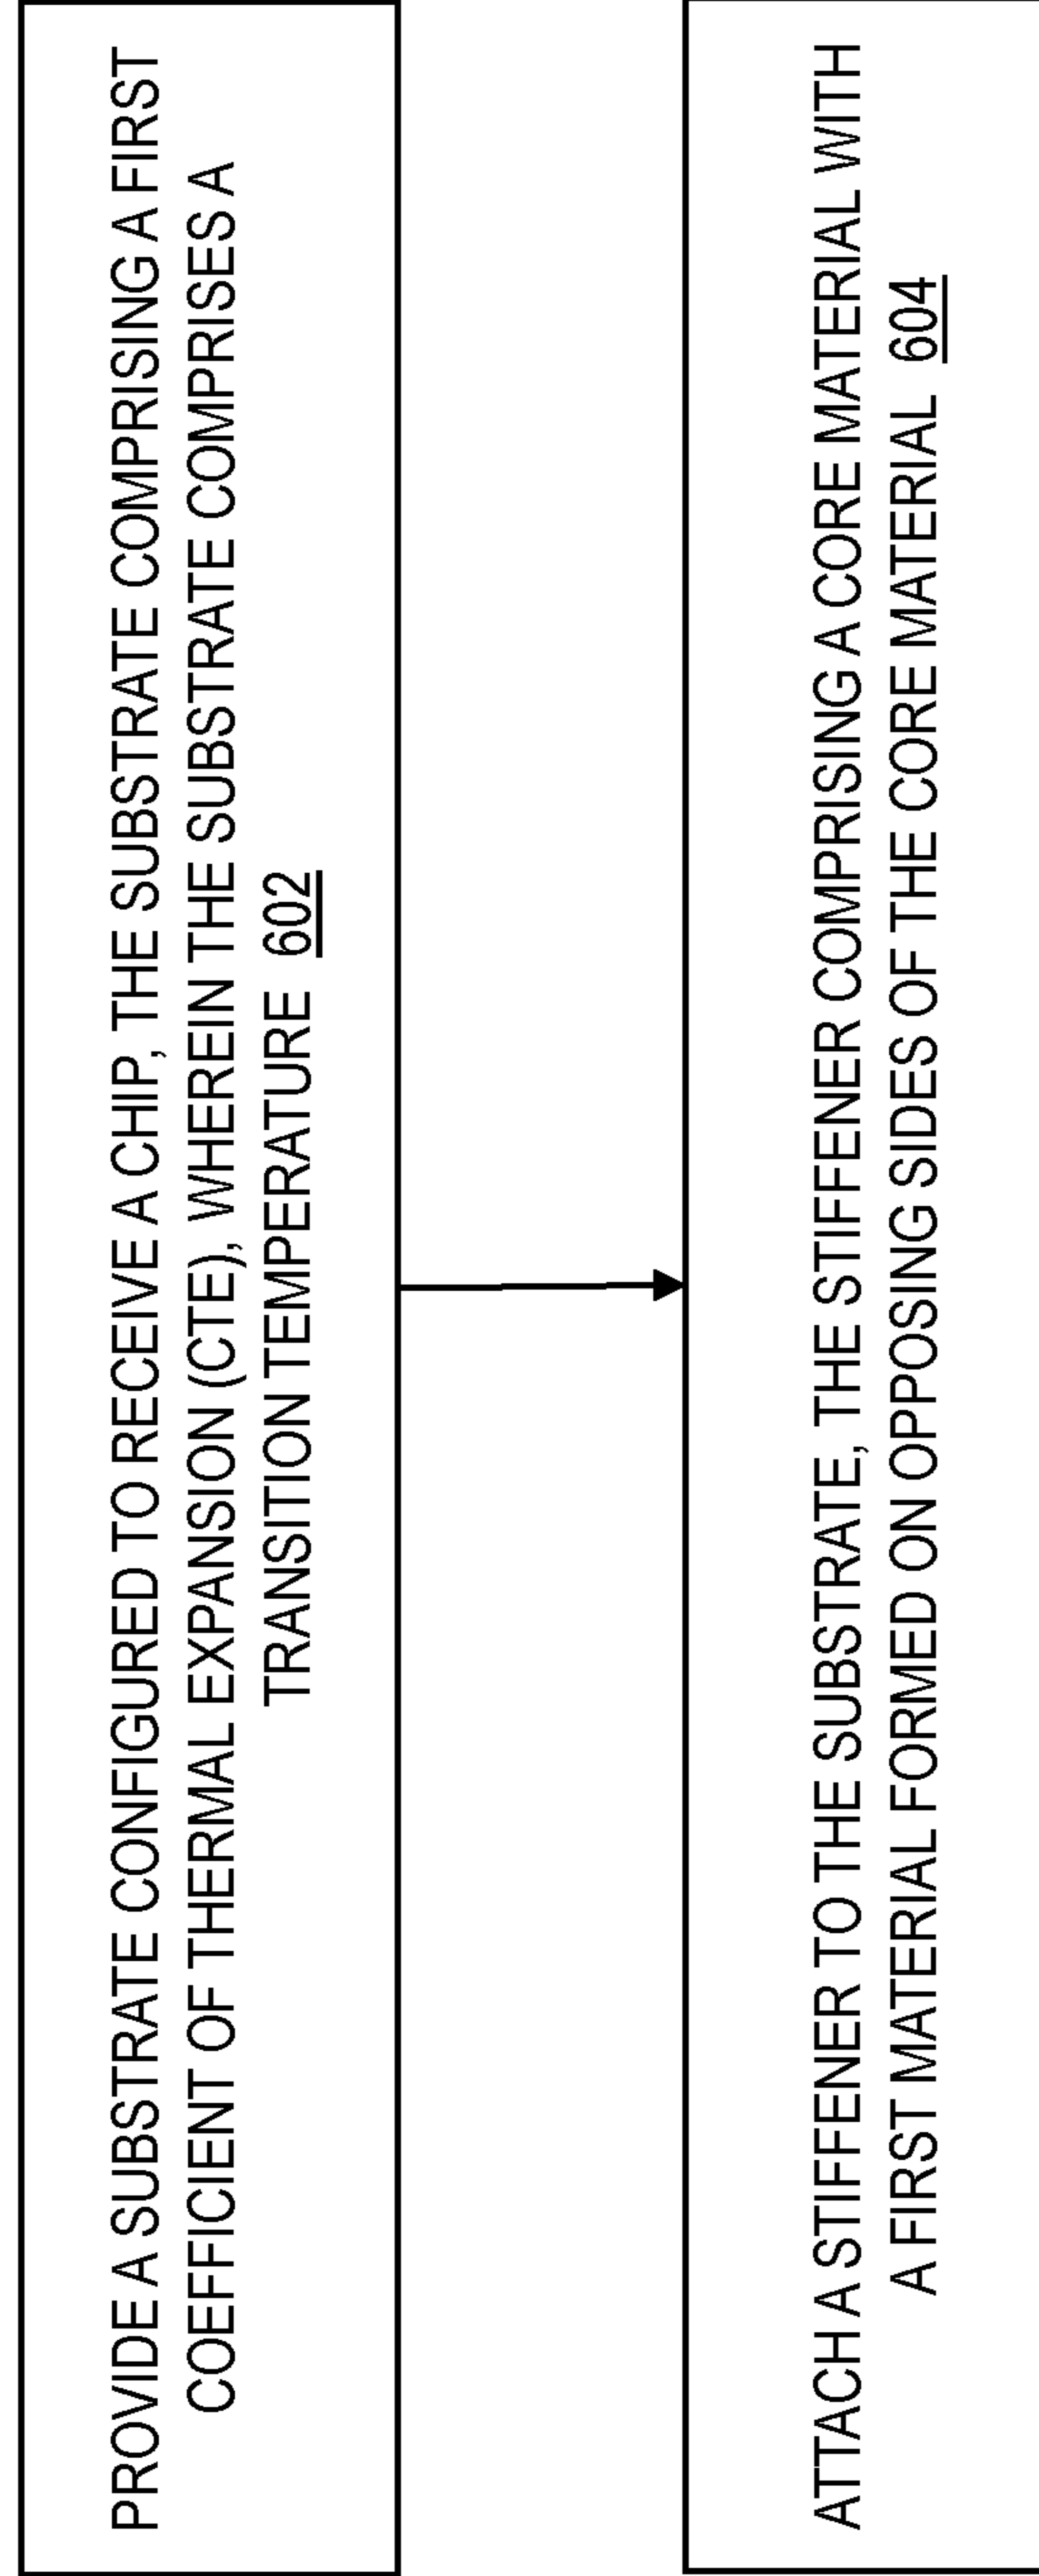 PROVIDE A SUBSTRATE CONFIGURED TO RECEIVE A CHIP, THE SUBSTRATE COMPRISING A FIRST
COEFFICIENT OF THERMAL EXPANSION (CTE), WHEREIN THE SUBSTRATE COMPRISES A
TRANSITION TEMPERATURE 602
ATTACH A STIFFENER TO THE SUBSTRATE, THE STIFFENER COMPRISING A CORE MATERIAL WITH
A FIRST MATERIAL FORMED ON OPPOSING SIDES OF THE CORE MATERIAL 604